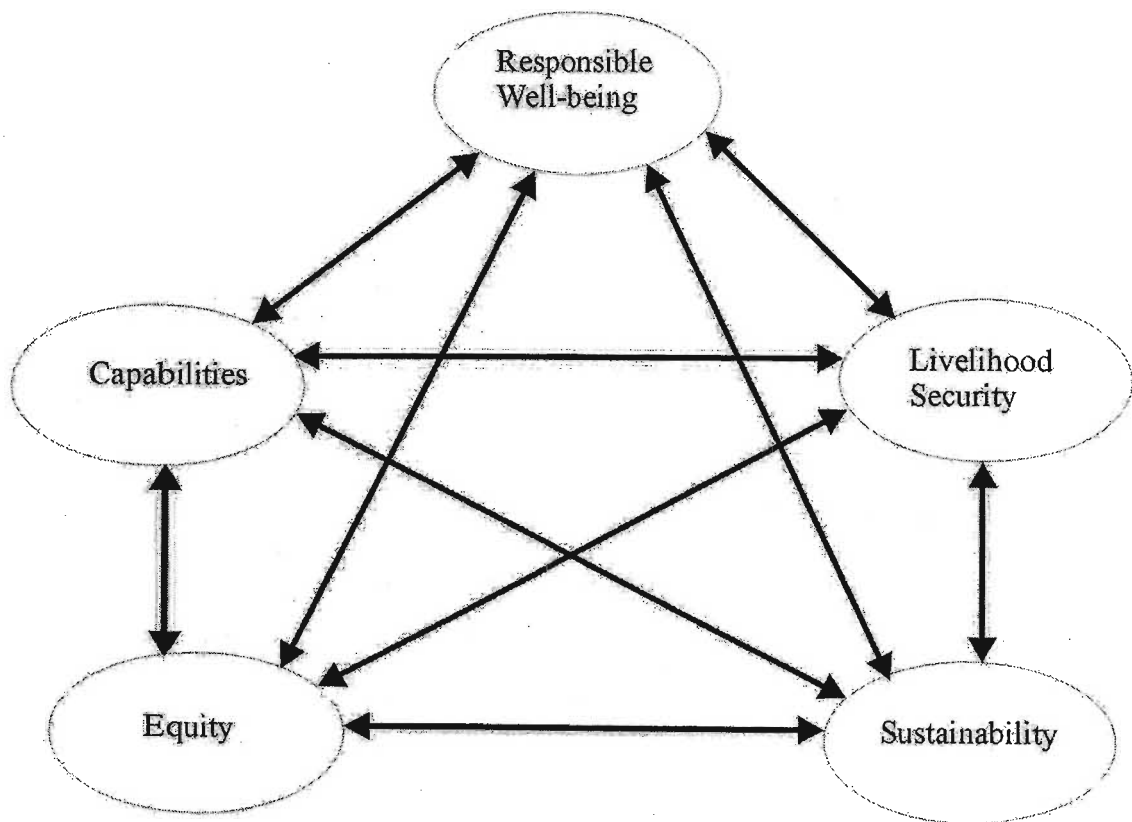 Responsible
Well-being
Capabilities
Livelihood
Security
Equity
Sustainability